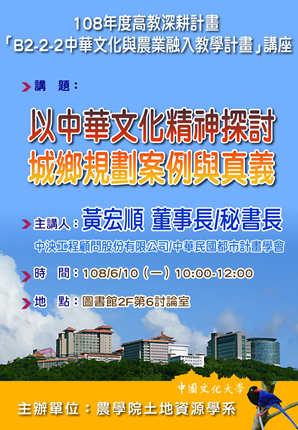 108年度高教深耕計畫
「B2-2-2中華文化與農業融入教學計畫」講座
講　題：
以中華文化精神探討
城鄉規劃案例與真義
主講人：黃宏順 董事長/秘書長
中泱工程顧問股份有限公司/中華民國都市計畫學會
時　間：108/6/10（一）10:00-12:00
地　點：圖書館2F第6討論室
中國文化大學
主辦單位：農學院土地資源學系